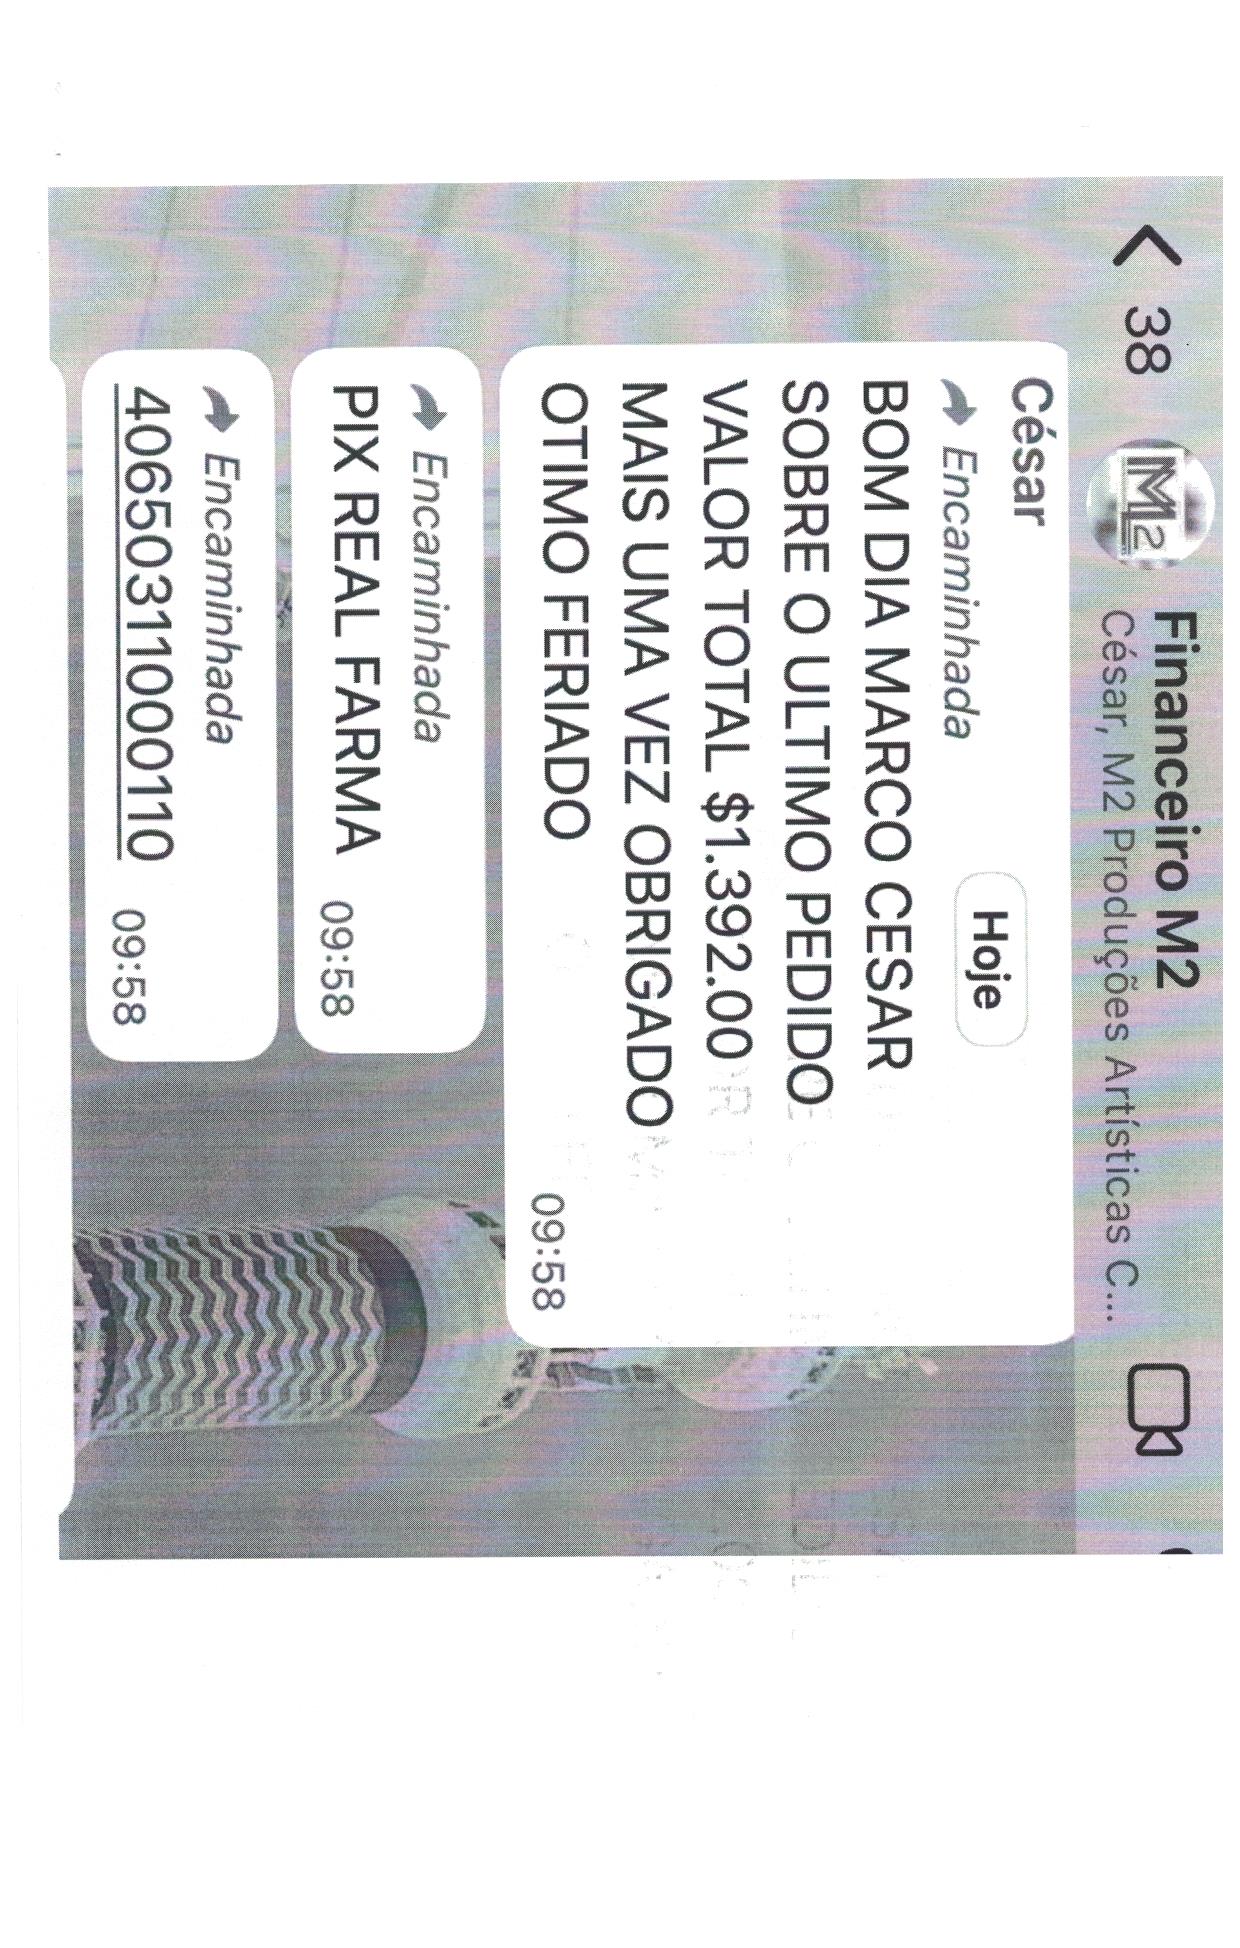 38
M2
Financeiro M2
César, M2 Produções Artísticas C...
Hoje
César
Encaminhada
BOM DIA MARCO CESAR
SOBRE O ULTIMO PEDIDO
VALOR TOTAL $1.392.00
MAIS UMA VEZ OBRIGADO
OTIMO FERIADO
09:58
Encaminhada
PIX REAL FARMA
09:58
Encaminhada
40650311000110
09:58